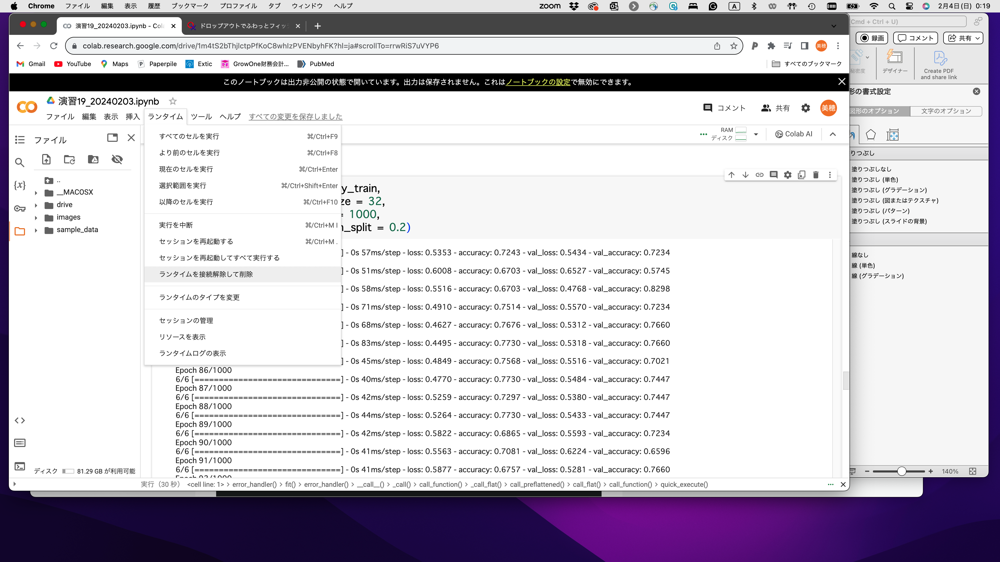 Chrome ファイル 編集 表示 履歴 ブックマーク プロファイル タブ ウィンドウ ヘルプ zoom A 2月4日(日) 0:19
演習19_20240203.ipynb - Cola ドロップアウトでふわっとフィッ
(Cmd + Ctrl + U)
録画 コメント 共有
colab.research.google.com/drive/1m4tS2bThjlctpPfKoC8whIzPVENbyhFK?hl=ja#scrollTo=rrwRiS7uVYP6 美穂
Gmail YouTube Maps Paperpile Extic GrowOne財務会計... PubMed すべてのブックマーク
秘密度 デザイナー Create PDF
and share link
このノートブックは出力非公開の状態で開いています。出力は保存されません。これはノートブックの設定で無効にできます。
形の書式設定
演習19_20240203.ipynb
コメント 共有 美穂
ファイル 編集 表示 挿入 ランタイム ツール ヘルプ すべての変更を保存しました
図形のオプション 文字のオプション
RAM
ディスク
Colab AI
ファイル
..
__MACOSX
drive
images
sample_data
{x}
すべてのセルを実行 ⌘/Ctrl+F9
より前のセルを実行 ⌘/Ctrl+F8
現在のセルを実行 ⌘/Ctrl+Enter
選択範囲を実行 ⌘/Ctrl+Shift+Enter
以降のセルを実行 ⌘/Ctrl+F10
実行を中断 ⌘/Ctrl+M I
セッションを再起動する ⌘/Ctrl+M .
セッションを再起動してすべて実行する
ランタイムを接続解除して削除
ランタイムのタイプを変更
セッションの管理
リソースを表示
ランタイムログの表示
y_train,
ze = 32,
= 1000,
n_split = 0.2)
] - 0s 57ms/step - loss: 0.5353 - accuracy: 0.7243 - val_loss: 0.5434 - val_accuracy: 0.7234
] - 0s 51ms/step - loss: 0.6008 - accuracy: 0.6703 - val_loss: 0.6527 - val_accuracy: 0.5745
] - 0s 58ms/step - loss: 0.5516 - accuracy: 0.6703 - val_loss: 0.4768 - val_accuracy: 0.8298
] - 0s 71ms/step - loss: 0.4910 - accuracy: 0.7514 - val_loss: 0.5570 - val_accuracy: 0.7234
] - 0s 68ms/step - loss: 0.4627 - accuracy: 0.7676 - val_loss: 0.5312 - val_accuracy: 0.7660
] - 0s 83ms/step - loss: 0.4495 - accuracy: 0.7730 - val_loss: 0.5318 - val_accuracy: 0.7660
] - 0s 45ms/step - loss: 0.4849 - accuracy: 0.7568 - val_loss: 0.5516 - val_accuracy: 0.7021
Epoch 86/1000
6/6 [==============================] - 0s 40ms/step - loss: 0.4770 - accuracy: 0.7730 - val_loss: 0.5484 - val_accuracy: 0.7447
Epoch 87/1000
6/6 [==============================] - 0s 42ms/step - loss: 0.5259 - accuracy: 0.7297 - val_loss: 0.5380 - val_accuracy: 0.7447
Epoch 88/1000
6/6 [==============================] - 0s 44ms/step - loss: 0.5264 - accuracy: 0.7730 - val_loss: 0.5433 - val_accuracy: 0.7447
Epoch 89/1000
6/6 [==============================] - 0s 42ms/step - loss: 0.5822 - accuracy: 0.6865 - val_loss: 0.5593 - val_accuracy: 0.7234
Epoch 90/1000
6/6 [==============================] - 0s 41ms/step - loss: 0.5563 - accuracy: 0.7081 - val_loss: 0.6224 - val_accuracy: 0.6596
Epoch 91/1000
6/6 [==============================] - 0s 41ms/step - loss: 0.5877 - accuracy: 0.6757 - val_loss: 0.5281 - val_accuracy: 0.7660
ディスク 81.29 GB が利用可能
実行（30 秒） <cell line: 1> > error_handler() > fit() > error_handler() > __call__() > _call() > call_function() > _call_flat() > call_preflattened() > call_flat() > call_function() > quick_execute()
りつぶし
塗りつぶしなし
塗りつぶし (単色)
塗りつぶし (グラデーション)
塗りつぶし (図またはテクスチャ)
塗りつぶし (パターン)
塗りつぶし (スライドの背景)
線なし
線 (単色)
線 (グラデーション)
140%